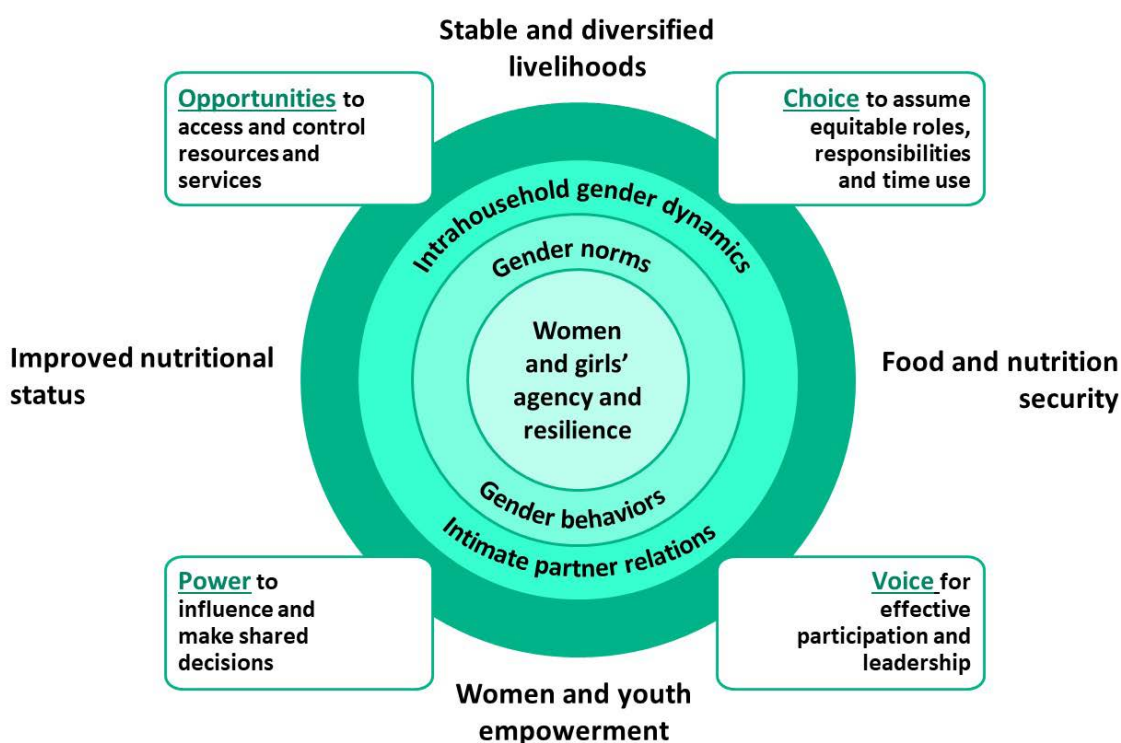 Stable and diversified
livelihoods
Opportunities to
access and control
resources and
services
Choice to assume
equitable roles,
responsibilities
and time use
Intrahousehold gender dynamics
Gender norms
Women
and girls’
agency and
resilience
Gender behaviors
Intimate partner relations
Improved nutritional
status
Food and nutrition
security
Power to
influence and
make shared
decisions
Voice for
effective
participation and
leadership
Women and youth
empowerment